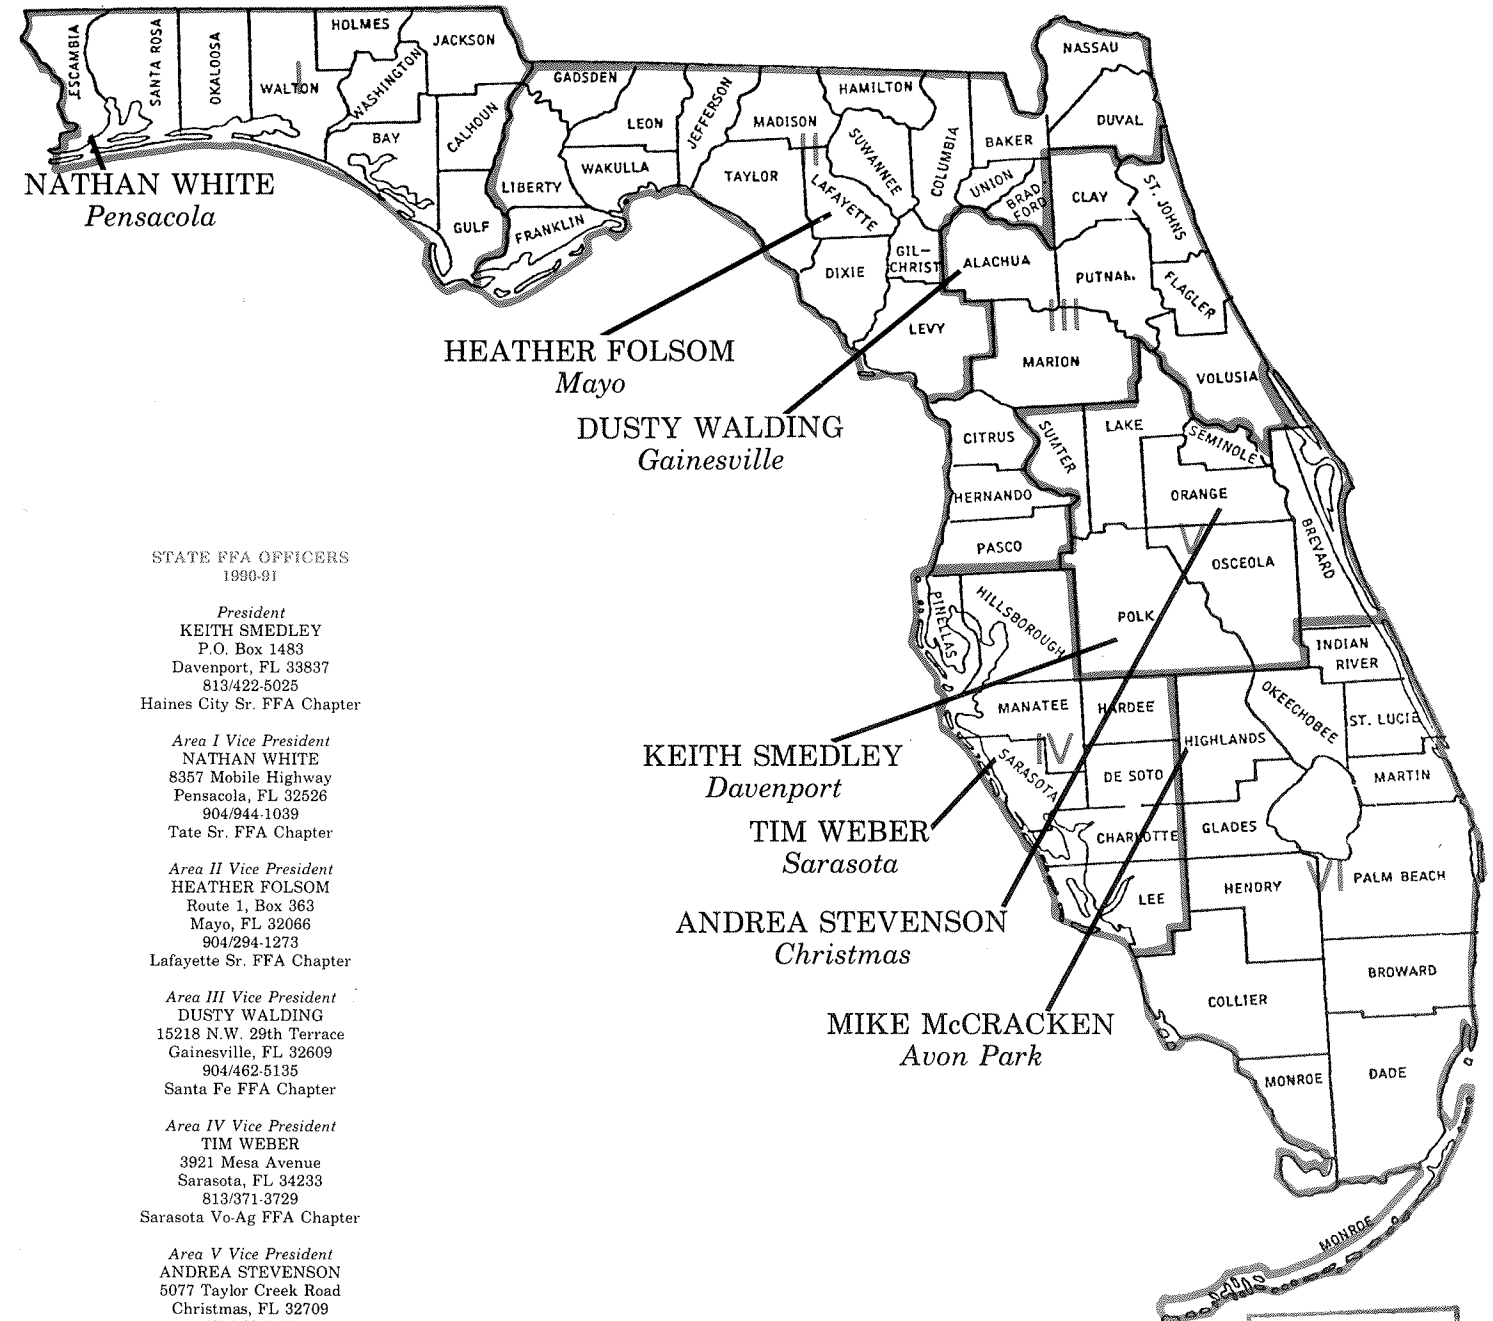 ESCAMBIA
SANTA ROSA
OKALOOSA
WALTON
I
HOLMES
WASHINGTON
JACKSON
BAY
CALHOUN
GULF
GADSDEN
LIBERTY
FRANKLIN
LEON
WAKULLA
JEFFERSON
MADISON
TAYLOR
II
HAMILTON
SUWANNEE
LAFAYETTE
DIXIE
COLUMBIA
GIL-
CHRIST
LEVY
BAKER
UNION
BRAD-
FORD
NASSAU
DUVAL
CLAY
ST. JOHNS
ALACHUA
PUTNAM
FLAGLER
III
MARION
VOLUSIA
CITRUS
SUMTER
LAKE
SEMINOLE
HERNANDO
ORANGE
PASCO
V
OSCEOLA
BREVARD
PINELLAS
HILLSBOROUGH
POLK
INDIAN
RIVER
MANATEE
HARDEE
OKEECHOBEE
ST. LUCIE
HIGHLANDS
IV
SARASOTA
DE SOTO
MARTIN
CHARLOTTE
GLADES
LEE
HENDRY
VI
PALM BEACH
BROWARD
COLLIER
MONROE
DADE
MONROE
NATHAN WHITE
Pensacola
HEATHER FOLSOM
Mayo
DUSTY WALDING
Gainesville
KEITH SMEDLEY
Davenport
TIM WEBER
Sarasota
ANDREA STEVENSON
Christmas
MIKE McCRACKEN
Avon Park
STATE FFA OFFICERS
1990-91
President
KEITH SMEDLEY
P.O. Box 1483
Davenport, FL 33837
813/422-5025
Haines City Sr. FFA Chapter
Area I Vice President
NATHAN WHITE
8357 Mobile Highway
Pensacola, FL 32526
904/944-1039
Tate Sr. FFA Chapter
Area II Vice President
HEATHER FOLSOM
Route 1, Box 363
Mayo, FL 32066
904/294-1273
Lafayette Sr. FFA Chapter
Area III Vice President
DUSTY WALDING
15218 N.W. 29th Terrace
Gainesville, FL 32609
904/462-5135
Santa Fe FFA Chapter
Area IV Vice President
TIM WEBER
3921 Mesa Avenue
Sarasota, FL 34233
813/371-3729
Sarasota Vo-Ag FFA Chapter
Area V Vice President
ANDREA STEVENSON
5077 Taylor Creek Road
Christmas, FL 32709